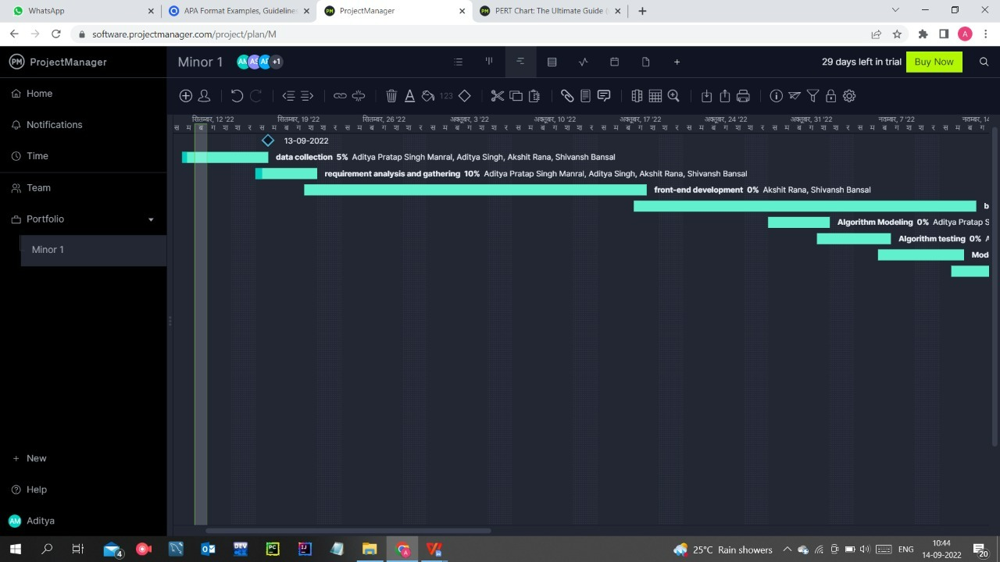 WhatsApp
APA Format Examples, Guidelines
ProjectManager
PERT Chart: The Ultimate Guide (
software.projectmanager.com/project/plan/M
A
PM ProjectManager
Minor 1
+1
29 days left in trial
Buy Now
Home
Notifications
Time
Team
Portfolio
Minor 1
123
सितम्बर, 12 '22 सितम्बर, 19 '22 सितम्बर, 26 '22 अक्तूबर, 3 '22 अक्तूबर, 10 '22 अक्तूबर, 17 '22 अक्तूबर, 24 '22 अक्तूबर, 31 '22 नवम्बर, 7 '22 नवम्बर, 14
13-09-2022
data collection 5% Aditya Pratap Singh Manral, Aditya Singh, Akshit Rana, Shivansh Bansal
requirement analysis and gathering 10% Aditya Pratap Singh Manral, Aditya Singh, Akshit Rana, Shivansh Bansal
front-end development 0% Akshit Rana, Shivansh Bansal
b
Algorithm Modeling 0% Aditya Pratap S
Algorithm testing 0% A
Mod
New
Help
AM Aditya
4
25°C Rain showers
ENG
10:44
14-09-2022
20